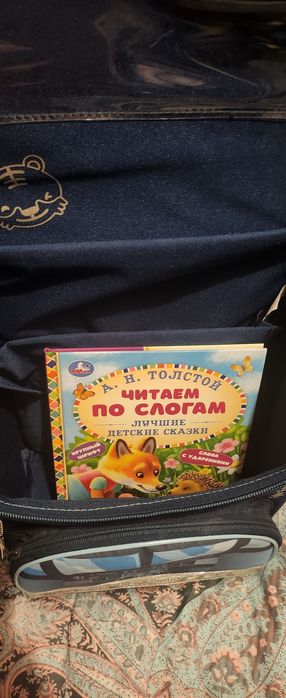 А. Н. ТОЛСТОЙ
ЧИТАЕМ
ПО СЛОГАМ
ЛУЧШИЕ
ДЕТСКИЕ СКАЗКИ
КРУПНЫЙ
ШРИФТ
СЛОВА
С УДАРЕНИЯМИ